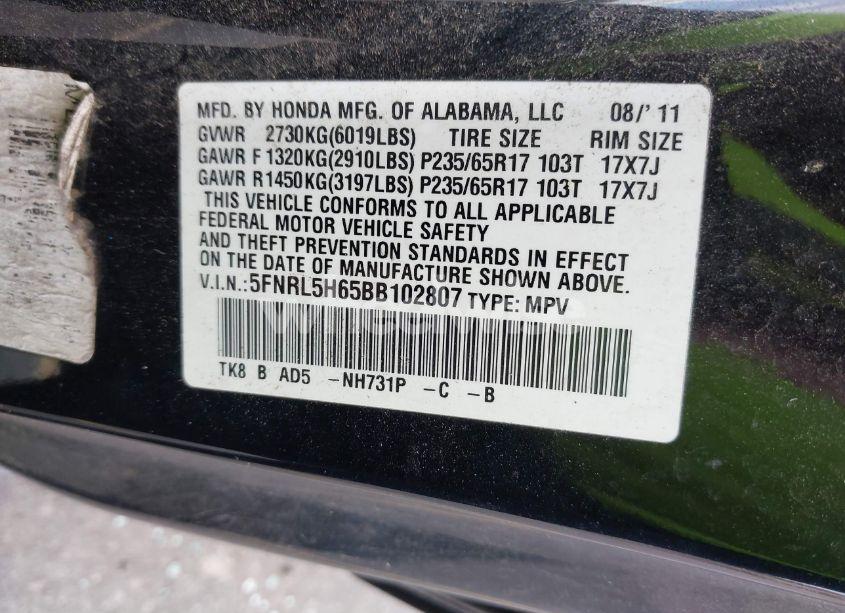 MFD. BY HONDA MFG. OF ALABAMA, LLC 08/' 11
GVWR 2730KG(6019LBS) TIRE SIZE RIM SIZE
GAWR F 1320KG(2910LBS) P235/65R17 103T 17X7J
GAWR R1450KG(3197LBS) P235/65R17 103T 17X7J
THIS VEHICLE CONFORMS TO ALL APPLICABLE
FEDERAL MOTOR VEHICLE SAFETY
AND THEFT PREVENTION STANDARDS IN EFFECT
ON THE DATE OF MANUFACTURE SHOWN ABOVE.
V.I.N.:5FNRL5H65BB102807 TYPE: MPV
TK8 B AD5 -NH731P -C -B